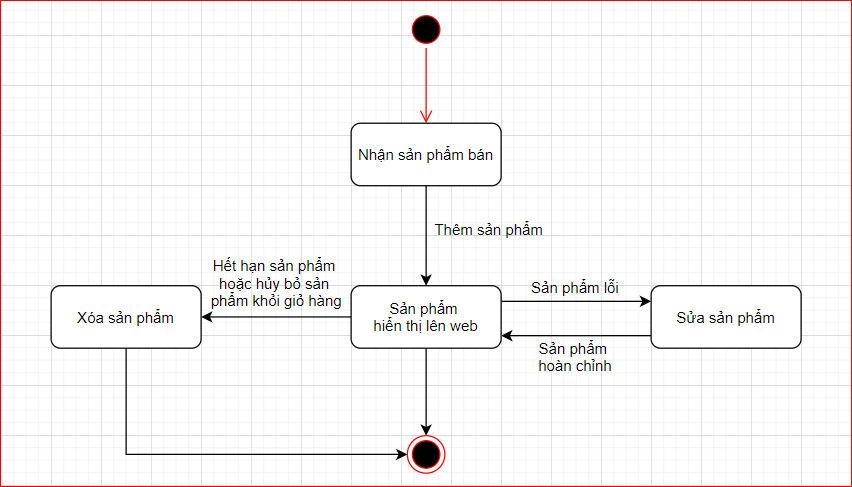 Nhận sản phẩm bán
Thêm sản phẩm
Hết hạn sản phẩm
hoặc hủy bỏ sản
phẩm khỏi giỏ hàng
Xóa sản phẩm
Sản phẩm
hiển thị lên web
Sản phẩm lỗi
Sửa sản phẩm
Sản phẩm
hoàn chỉnh